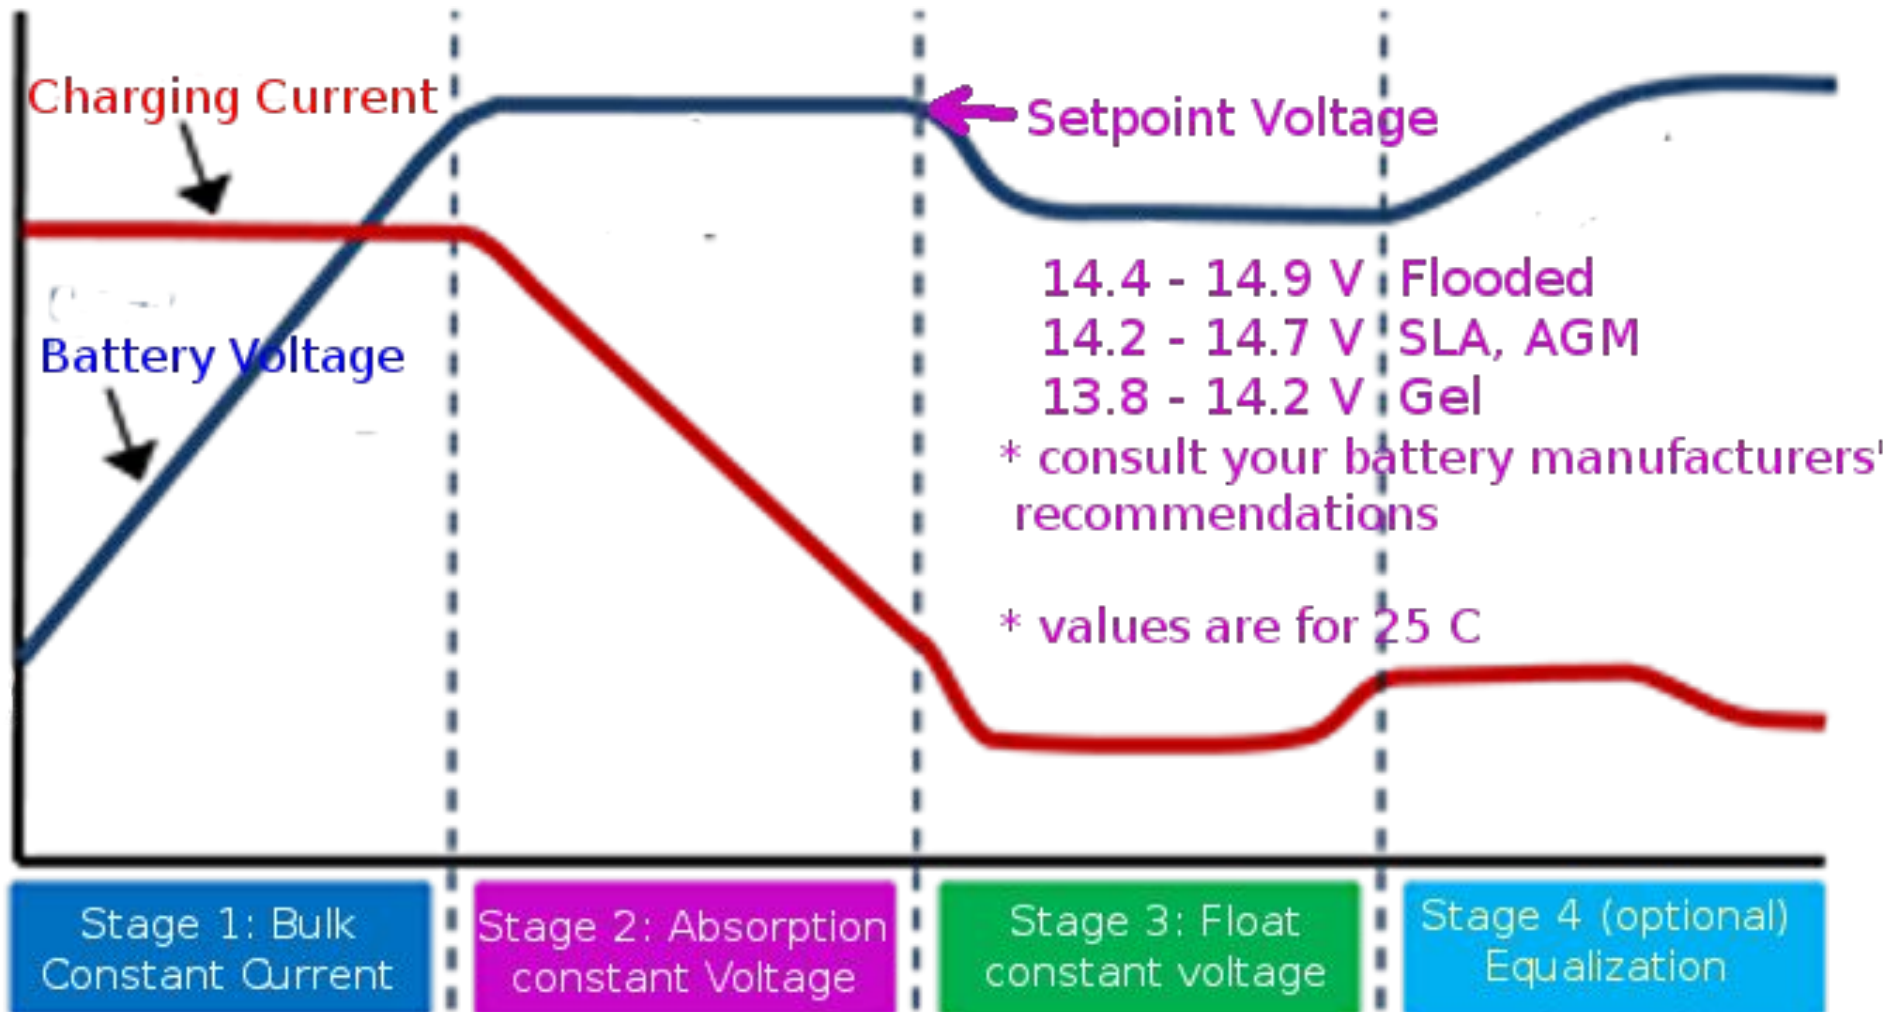 Charging Current
Setpoint Voltage
Battery Voltage
14.4 - 14.9 V Flooded
14.2 - 14.7 V SLA, AGM
13.8 - 14.2 V Gel
* consult your battery manufacturers'
recommendations
* values are for 25 C
Stage 1: Bulk
Constant Current
Stage 2: Absorption
constant Voltage
Stage 3: Float
constant voltage
Stage 4 (optional)
Equalization